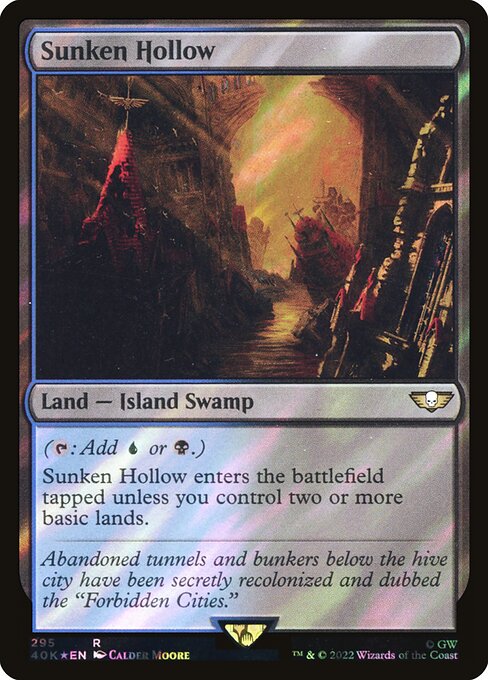 Sunken Hollow
Land — Island Swamp
(: Add or .)
Sunken Hollow enters the battlefield
tapped unless you control two or more
basic lands.
Abandoned tunnels and bunkers below the hive
city have been secretly recolonized and dubbed
the “Forbidden Cities.”
295 R
40K★EN Calder Moore
© GW
™ & © 2022 Wizards of the Coast